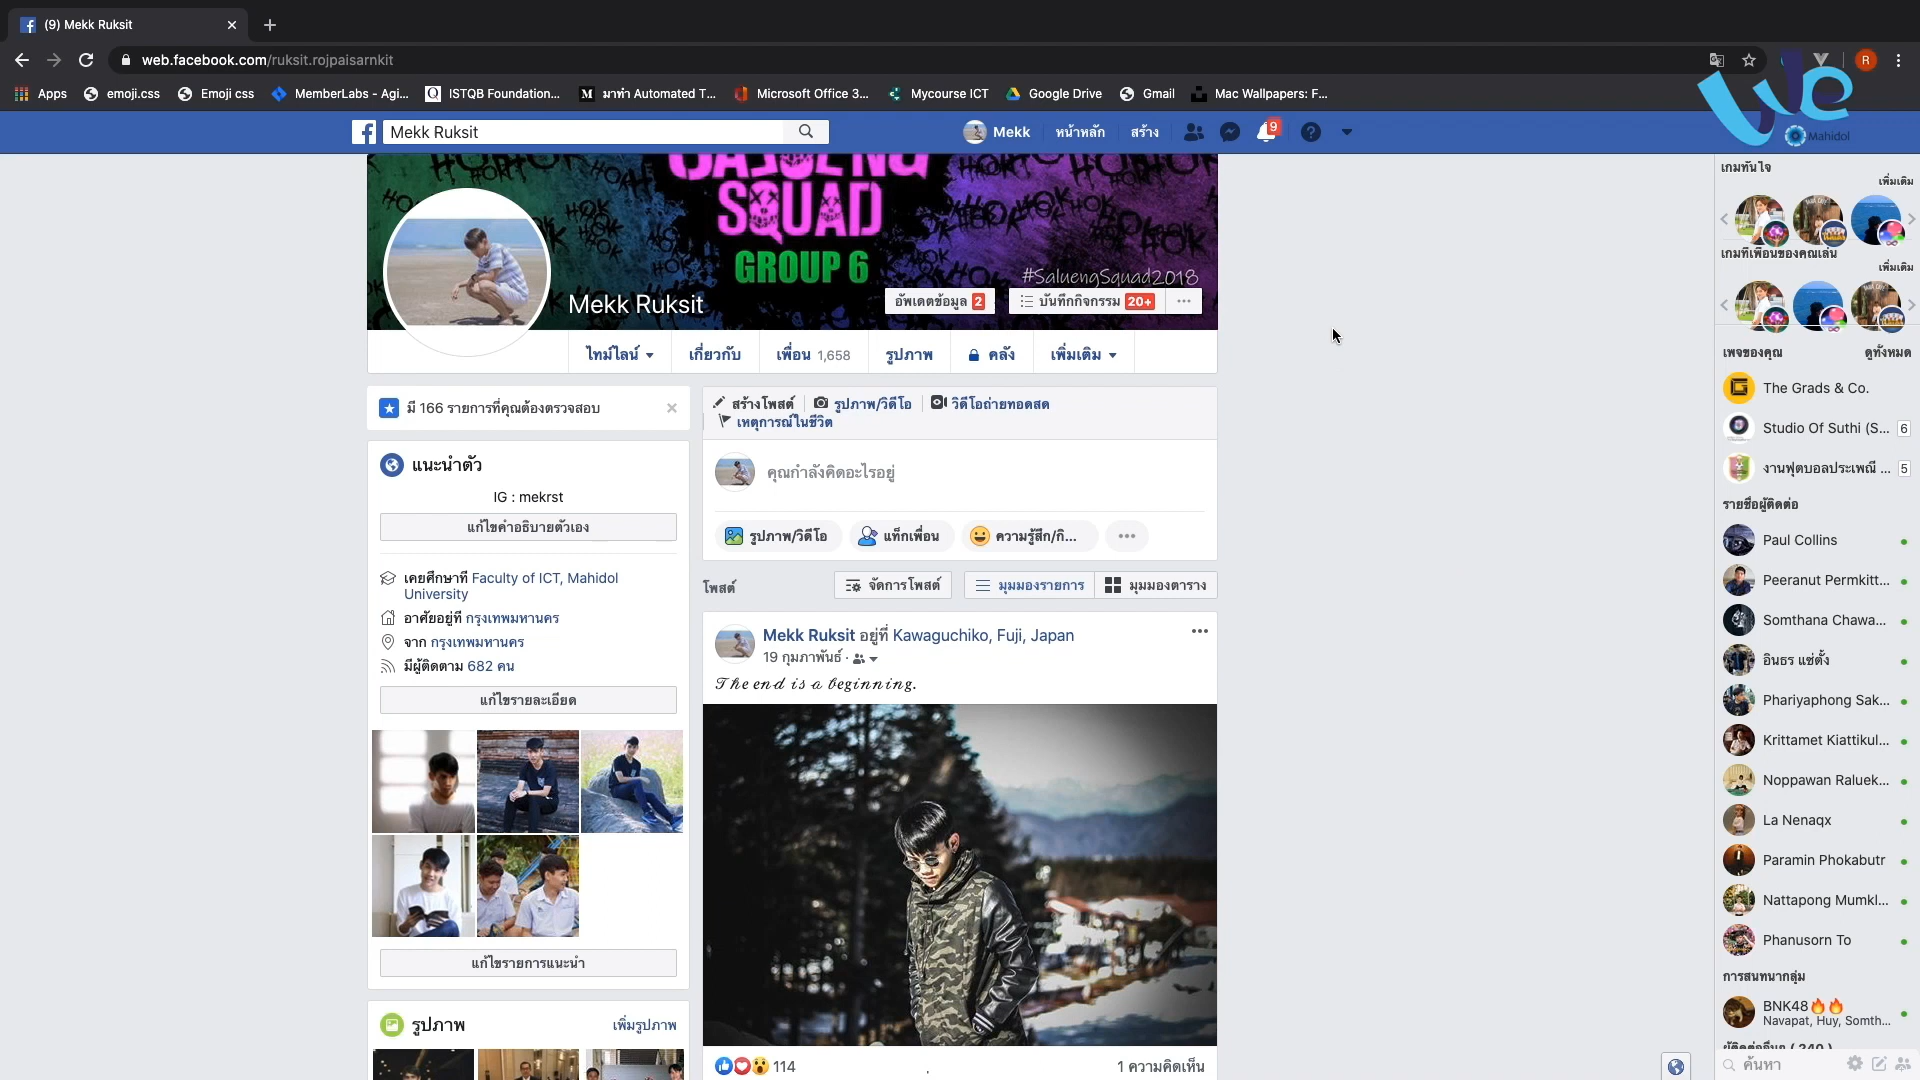 (9) Mekk Ruksit
web.facebook.com/ruksit.rojpaisarnkit
R
Apps
emoji.css
Emoji css
MemberLabs - Agi...
ISTQB Foundation...
มาทำ Automated T...
Microsoft Office 3...
Mycourse ICT
Google Drive
Gmail
Mac Wallpapers: F...
We
Mahidol
Mekk Ruksit
Mekk
หน้าหลัก
สร้าง
9
SQUAD
GROUP 6
#SaluengSquad2018
Mekk Ruksit
อัพเดตข้อมูล 2
บันทึกกิจกรรม 20+
ไทม์ไลน์
เกี่ยวกับ
เพื่อน 1,658
รูปภาพ
คลัง
เพิ่มเติม
มี 166 รายการที่คุณต้องตรวจสอบ
แนะนำตัว
IG : mekrst
แก้ไขคำอธิบายตัวเอง
เคยศึกษาที่ Faculty of ICT, Mahidol
University
อาศัยอยู่ที่ กรุงเทพมหานคร
จาก กรุงเทพมหานคร
มีผู้ติดตาม 682 คน
แก้ไขรายละเอียด
แก้ไขรายการแนะนำ
รูปภาพ
เพิ่มรูปภาพ
สร้างโพสต์
รูปภาพ/วิดีโอ
วิดีโอถ่ายทอดสด
เหตุการณ์ในชีวิต
คุณกำลังคิดอะไรอยู่
รูปภาพ/วิดีโอ
แท็กเพื่อน
ความรู้สึก/กิ...
โพสต์
จัดการโพสต์
มุมมองรายการ
มุมมองตาราง
Mekk Ruksit อยู่ที่ Kawaguchiko, Fuji, Japan
19 กุมภาพันธ์ ·
𝒯𝒽𝑒 𝑒𝓃𝒹 𝒾𝓈 𝒶 𝒷𝑒𝑔𝒾𝓃𝓃𝒾𝓃𝑔.
114
1 ความคิดเห็น
เกมทันใจ
เพิ่มเติม
เกมที่เพื่อนของคุณเล่น
เพิ่มเติม
เพจของคุณ
ดูทั้งหมด
The Grads & Co.
Studio Of Suthi (S... 6
งานฟุตบอลประเพณี ... 5
รายชื่อผู้ติดต่อ
Paul Collins
Peeranut Permkitt...
Somthana Chawa...
อินธร แซ่ตั้ง
Phariyaphong Sak...
Krittamet Kiattikul...
Noppawan Raluek...
La Nenaqx
Paramin Phokabutr
Nattapong Mumkl...
Phanusorn To
การสนทนากลุ่ม
BNK48🔥🔥
Navapat, Huy, Somth...
ค้นหา